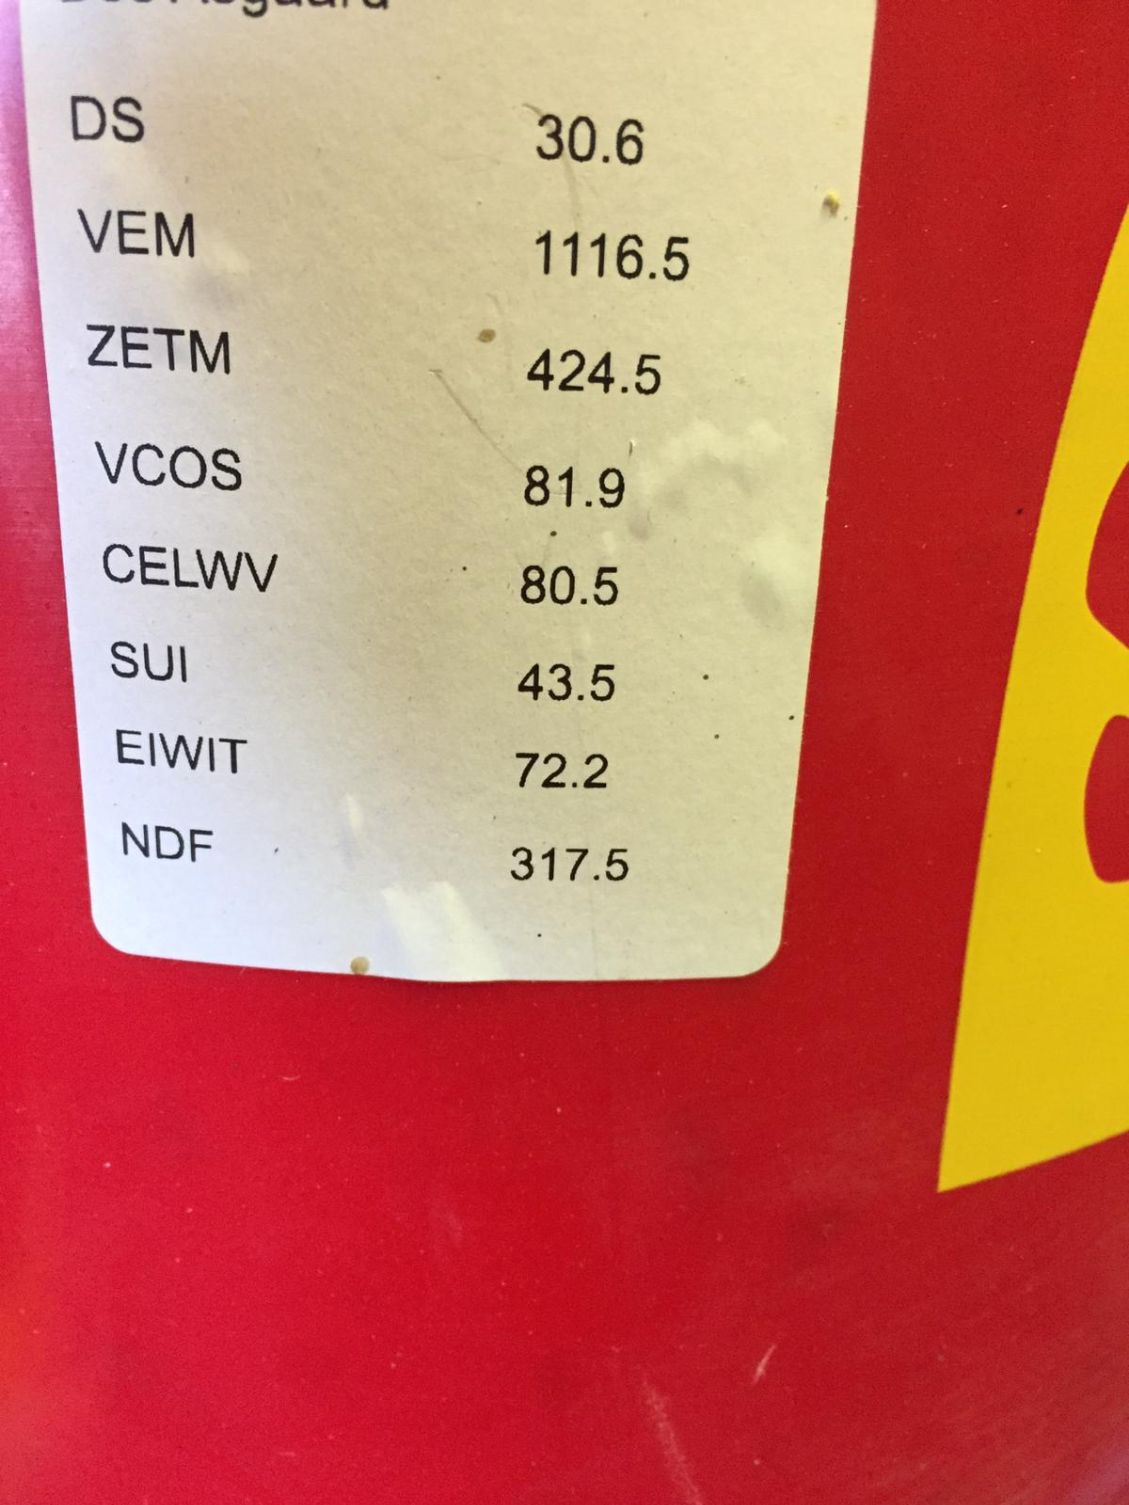 DS 30.6
VEM 1116.5
ZETM 424.5
VCOS 81.9
CELWV 80.5
SUI 43.5
EIWIT 72.2
NDF 317.5